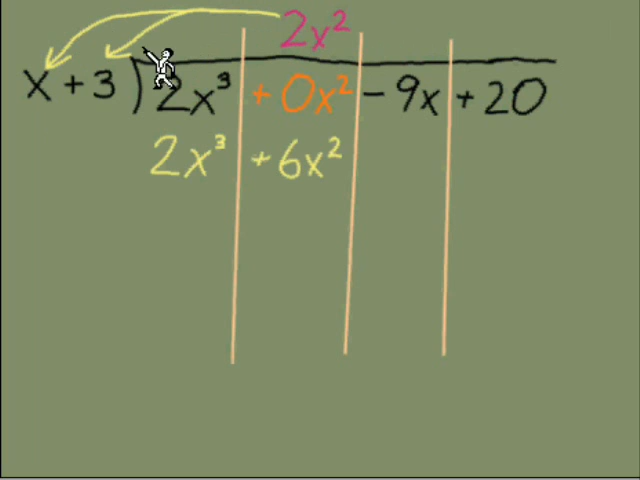 2x²
x + 3 ) 2x³ + 0x² - 9x + 20
2x³ + 6x²